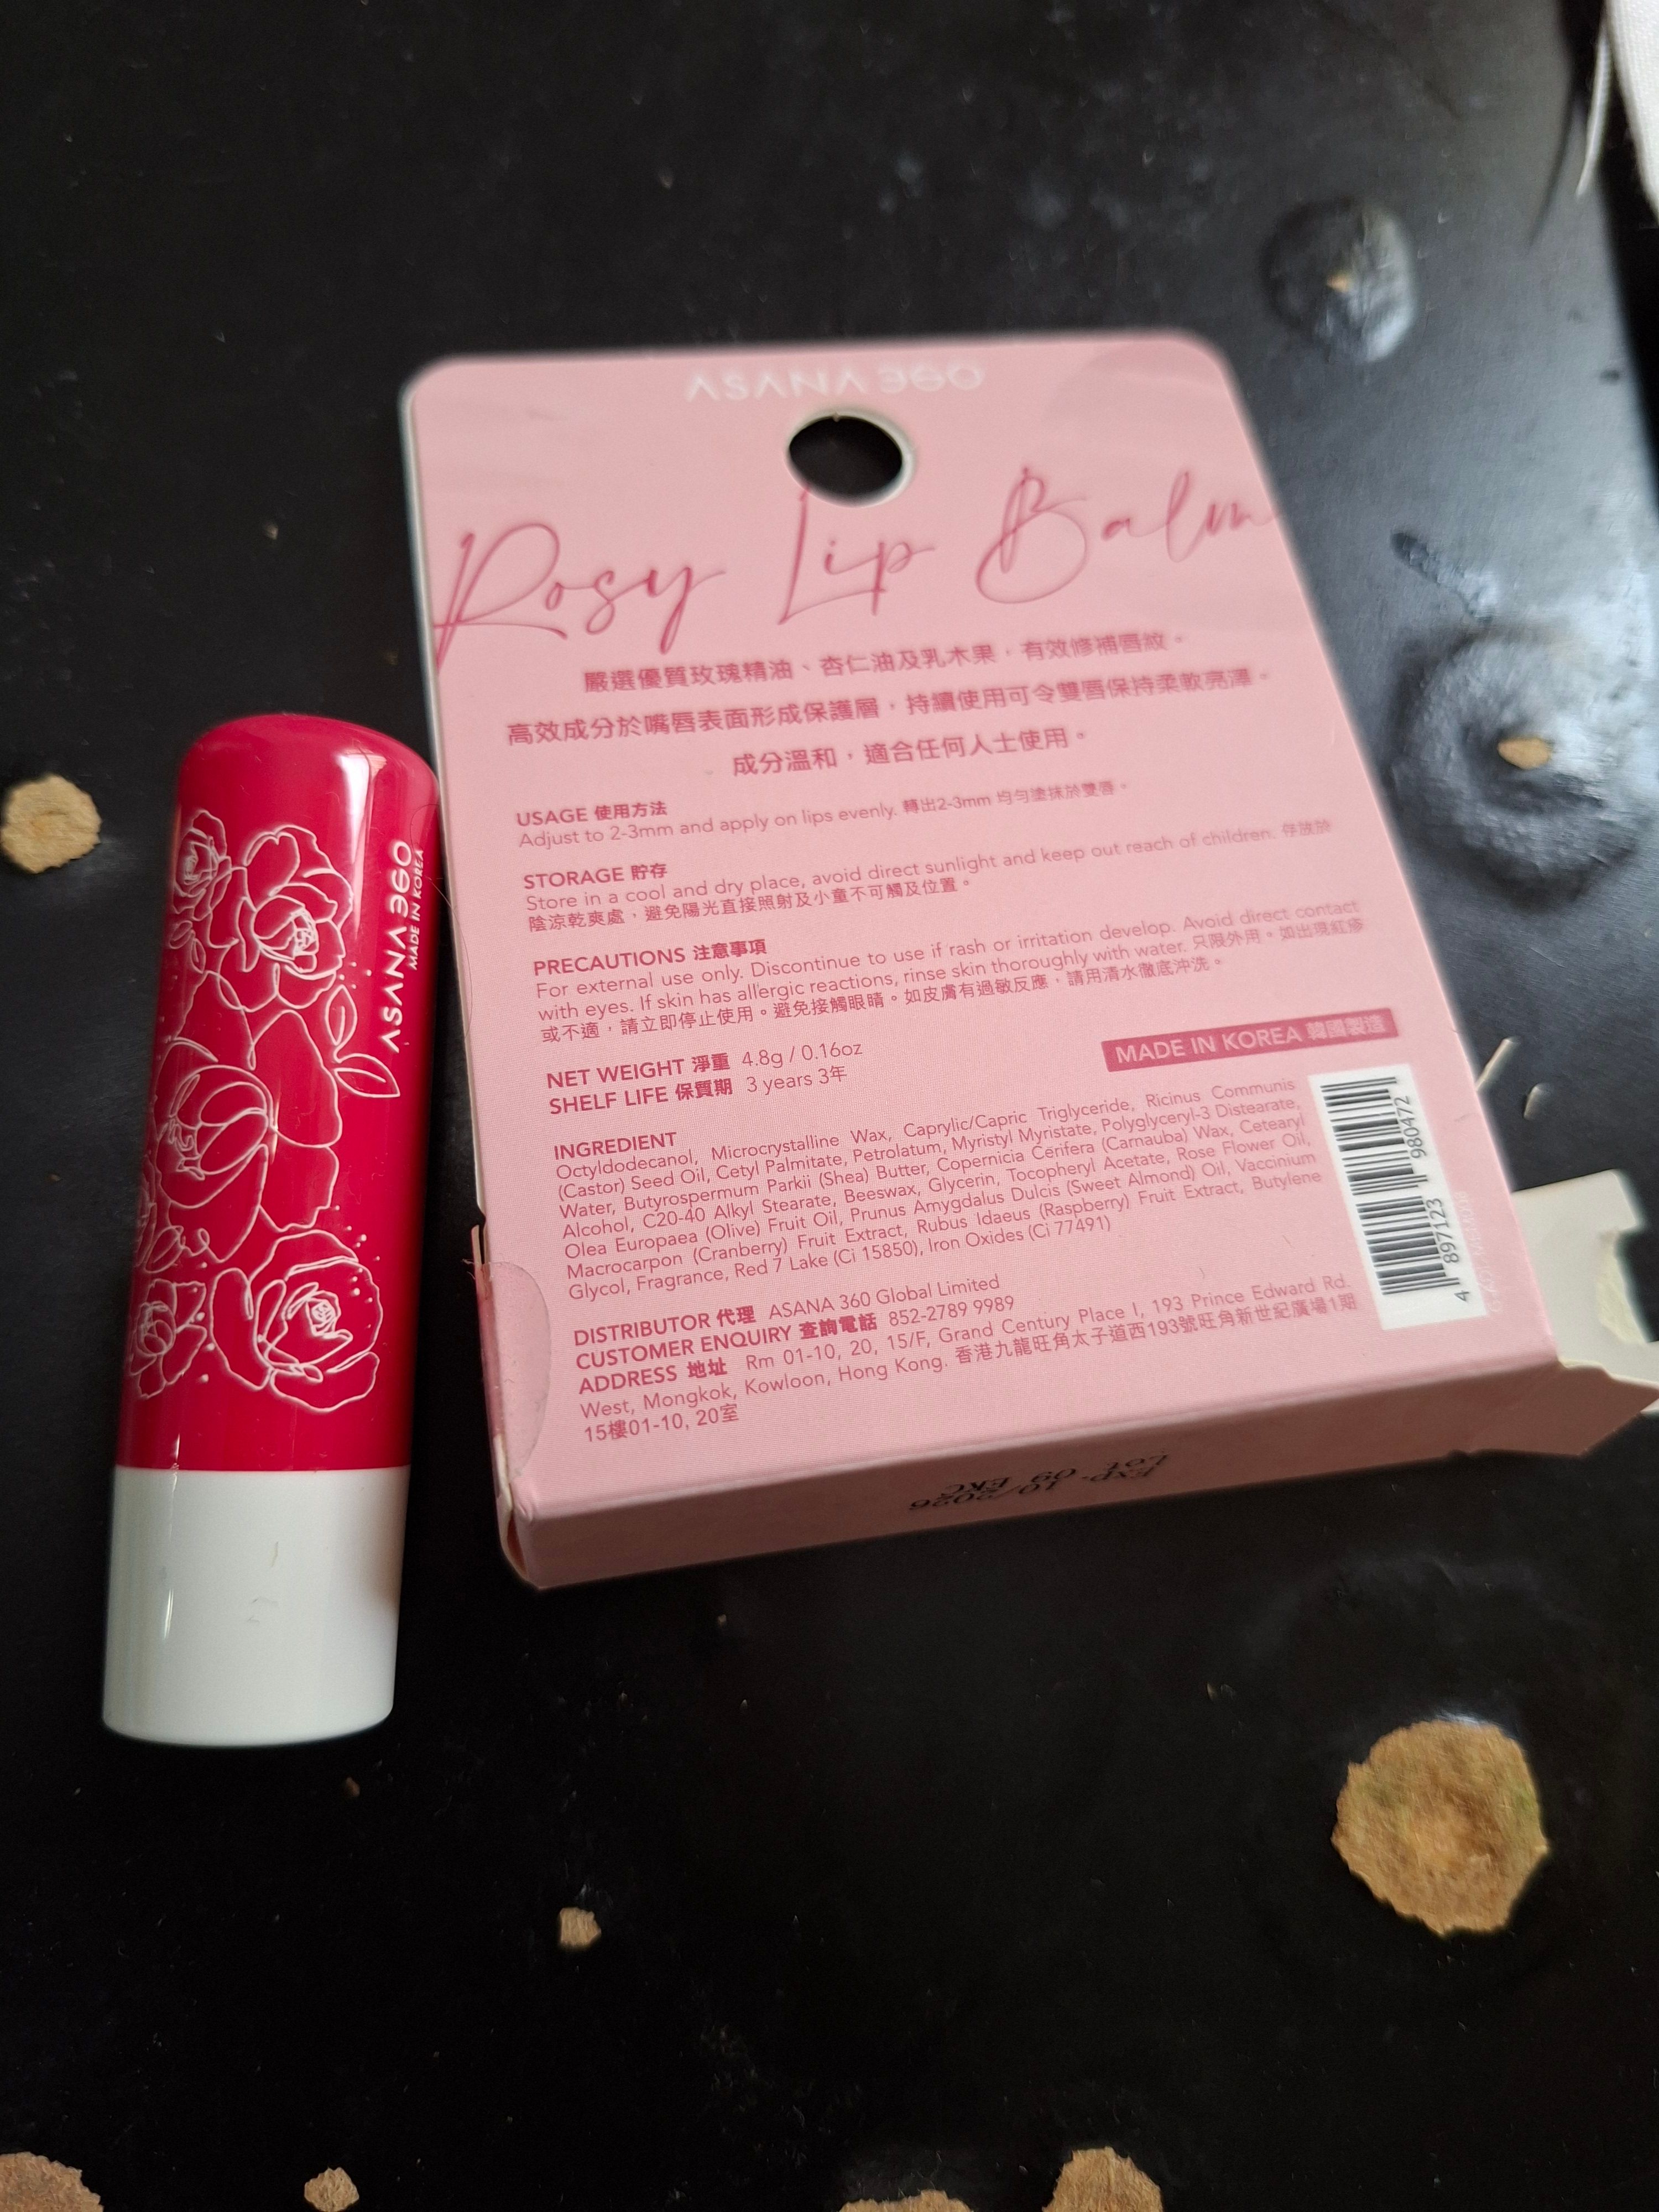 ASANA 360
MADE IN KOREA
ASANA 360
Rosy Lip Balm
嚴選優質玫瑰精油、杏仁油及乳木果，有效修補唇紋。
高效成分於嘴唇表面形成保護層，持續使用可令雙唇保持柔軟亮澤。
成分溫和，適合任何人士使用。
USAGE 使用方法
Adjust to 2-3mm and apply on lips evenly. 轉出2-3mm 均勻塗抹於雙唇。
STORAGE 貯存
Store in a cool and dry place, avoid direct sunlight and keep out reach of children. 存放於
陰涼乾爽處，避免陽光直接照射及小童不可觸及位置。
PRECAUTIONS 注意事項
For external use only. Discontinue to use if rash or irritation develop. Avoid direct contact
with eyes. If skin has allergic reactions, rinse skin thoroughly with water. 只限外用。如出現紅疹
或不適，請立即停止使用。避免接觸眼睛。如皮膚有過敏反應，請用清水徹底沖洗。
NET WEIGHT 淨重 4.8g / 0.16oz
SHELF LIFE 保質期 3 years 3年
MADE IN KOREA 韓國製造
INGREDIENT
Octyldodecanol, Microcrystalline Wax, Caprylic/Capric Triglyceride, Ricinus Communis
(Castor) Seed Oil, Cetyl Palmitate, Petrolatum, Myristyl Myristate, Polyglyceryl-3 Distearate,
Water, Butyrospermum Parkii (Shea) Butter, Copernicia Cerifera (Carnauba) Wax, Cetearyl
Alcohol, C20-40 Alkyl Stearate, Beeswax, Glycerin, Tocopheryl Acetate, Rose Flower Oil,
Olea Europaea (Olive) Fruit Oil, Prunus Amygdalus Dulcis (Sweet Almond) Oil, Vaccinium
Macrocarpon (Cranberry) Fruit Extract, Rubus Idaeus (Raspberry) Fruit Extract, Butylene
Glycol, Fragrance, Red 7 Lake (Ci 15850), Iron Oxides (Ci 77491)
4 897123 980472
DISTRIBUTOR 代理 ASANA 360 Global Limited
CUSTOMER ENQUIRY 查詢電話 852-2789 9989
ADDRESS 地址 Rm 01-10, 20, 15/F, Grand Century Place I, 193 Prince Edward Rd.
West, Mongkok, Kowloon, Hong Kong. 香港九龍旺角太子道西193號旺角新世紀廣場1期
15樓01-10, 20室
Lot 09 EKC
Exp. 10/2026